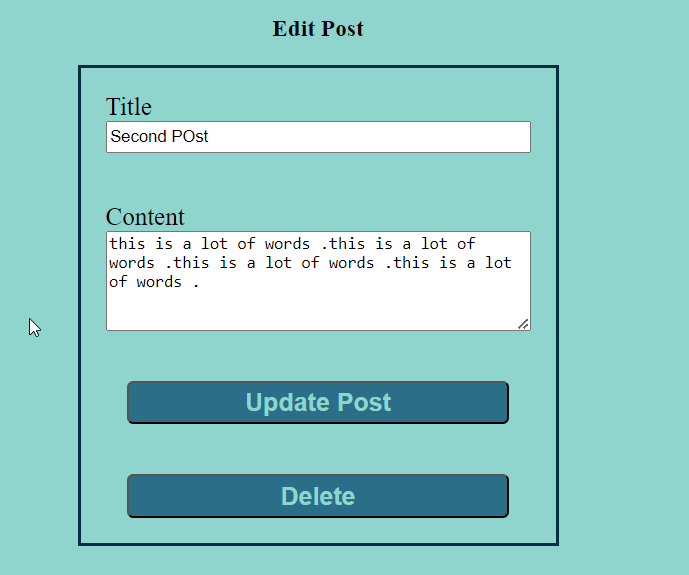 Edit Post
Title
Second POst
Content
this is a lot of words .this is a lot of
words .this is a lot of words .this is a lot
of words .
Update Post
Delete